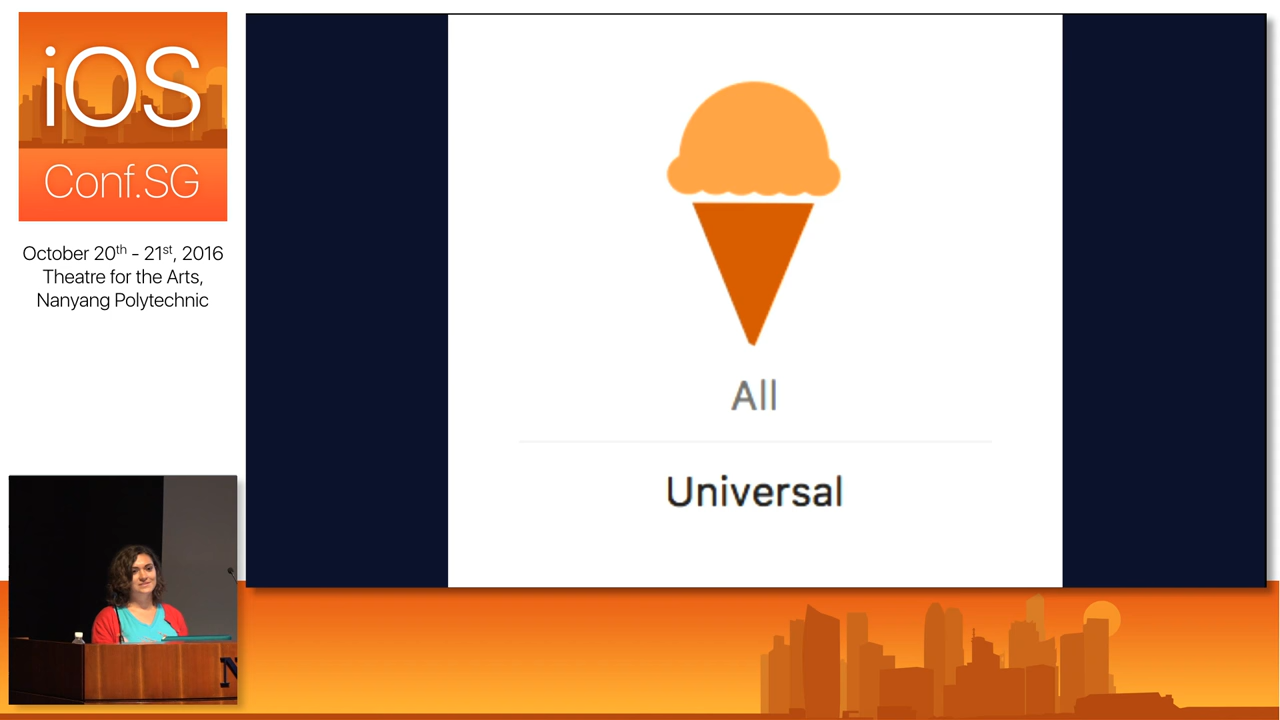 iOS
Conf.SG
October 20th - 21st, 2016
Theatre for the Arts,
Nanyang Polytechnic
All
Universal
N